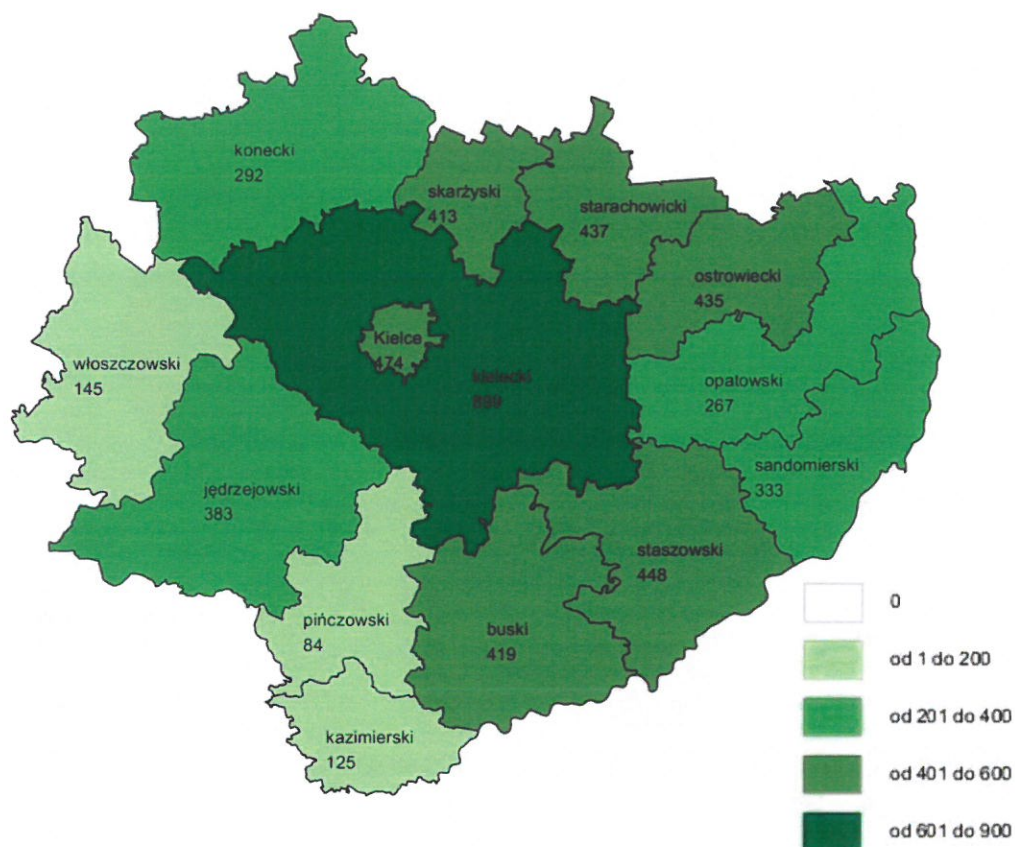 konecki
292
skarżyski
413
starachowicki
437
ostrowiecki
435
włoszczowski
145
Kielce
474
kielecki
899
opatowski
267
sandomierski
333
jędrzejowski
383
staszowski
448
pińczowski
84
buski
419
kazimierski
125
0
od 1 do 200
od 201 do 400
od 401 do 600
od 601 do 900